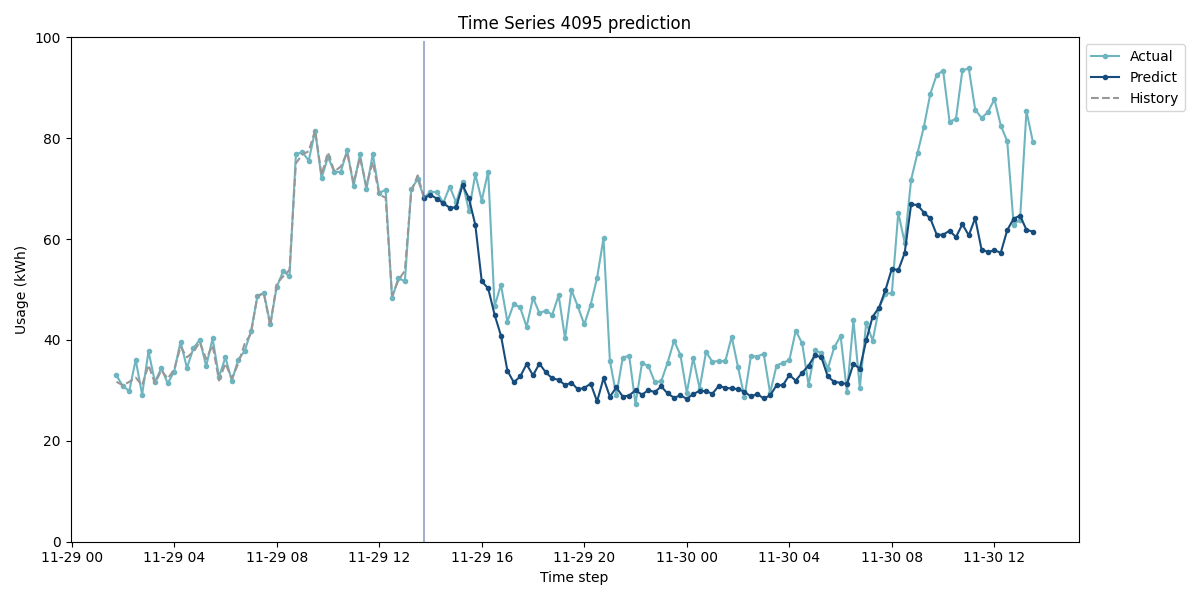 Time Series 4095 prediction
100
80
60
40
20
0
Usage (kWh)
11-29 00
11-29 04
11-29 08
11-29 12
11-29 16
11-29 20
11-30 00
11-30 04
11-30 08
11-30 12
Time step
Actual
Predict
History